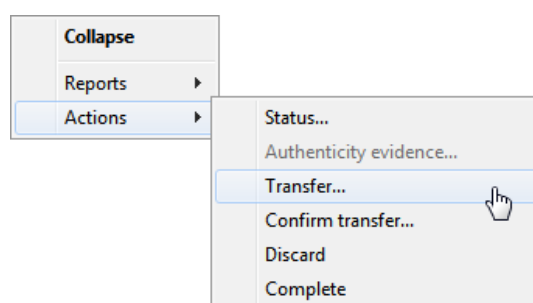 Collapse
Reports
Actions
Status...
Authenticity evidence...
Transfer...
Confirm transfer...
Discard
Complete